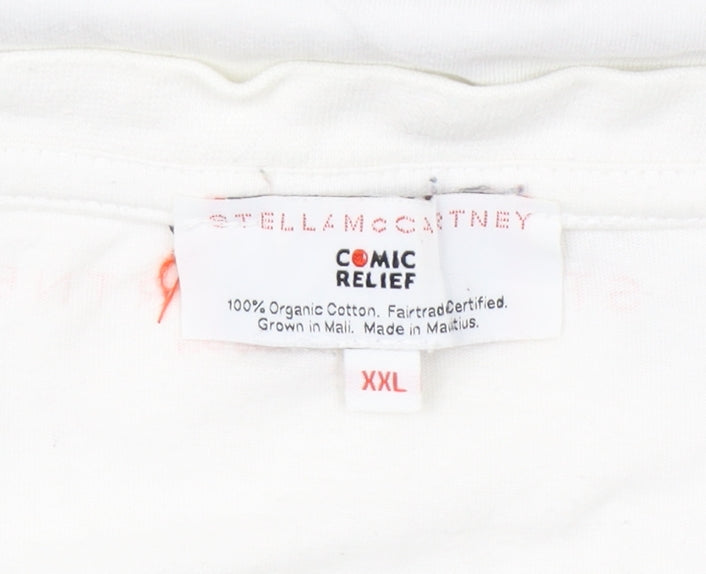 STELLAMcCARTNEY
COMIC
RELIEF
100% Organic Cotton. Fairtrade Certified.
Grown in Mali. Made in Mauritius.
XXL